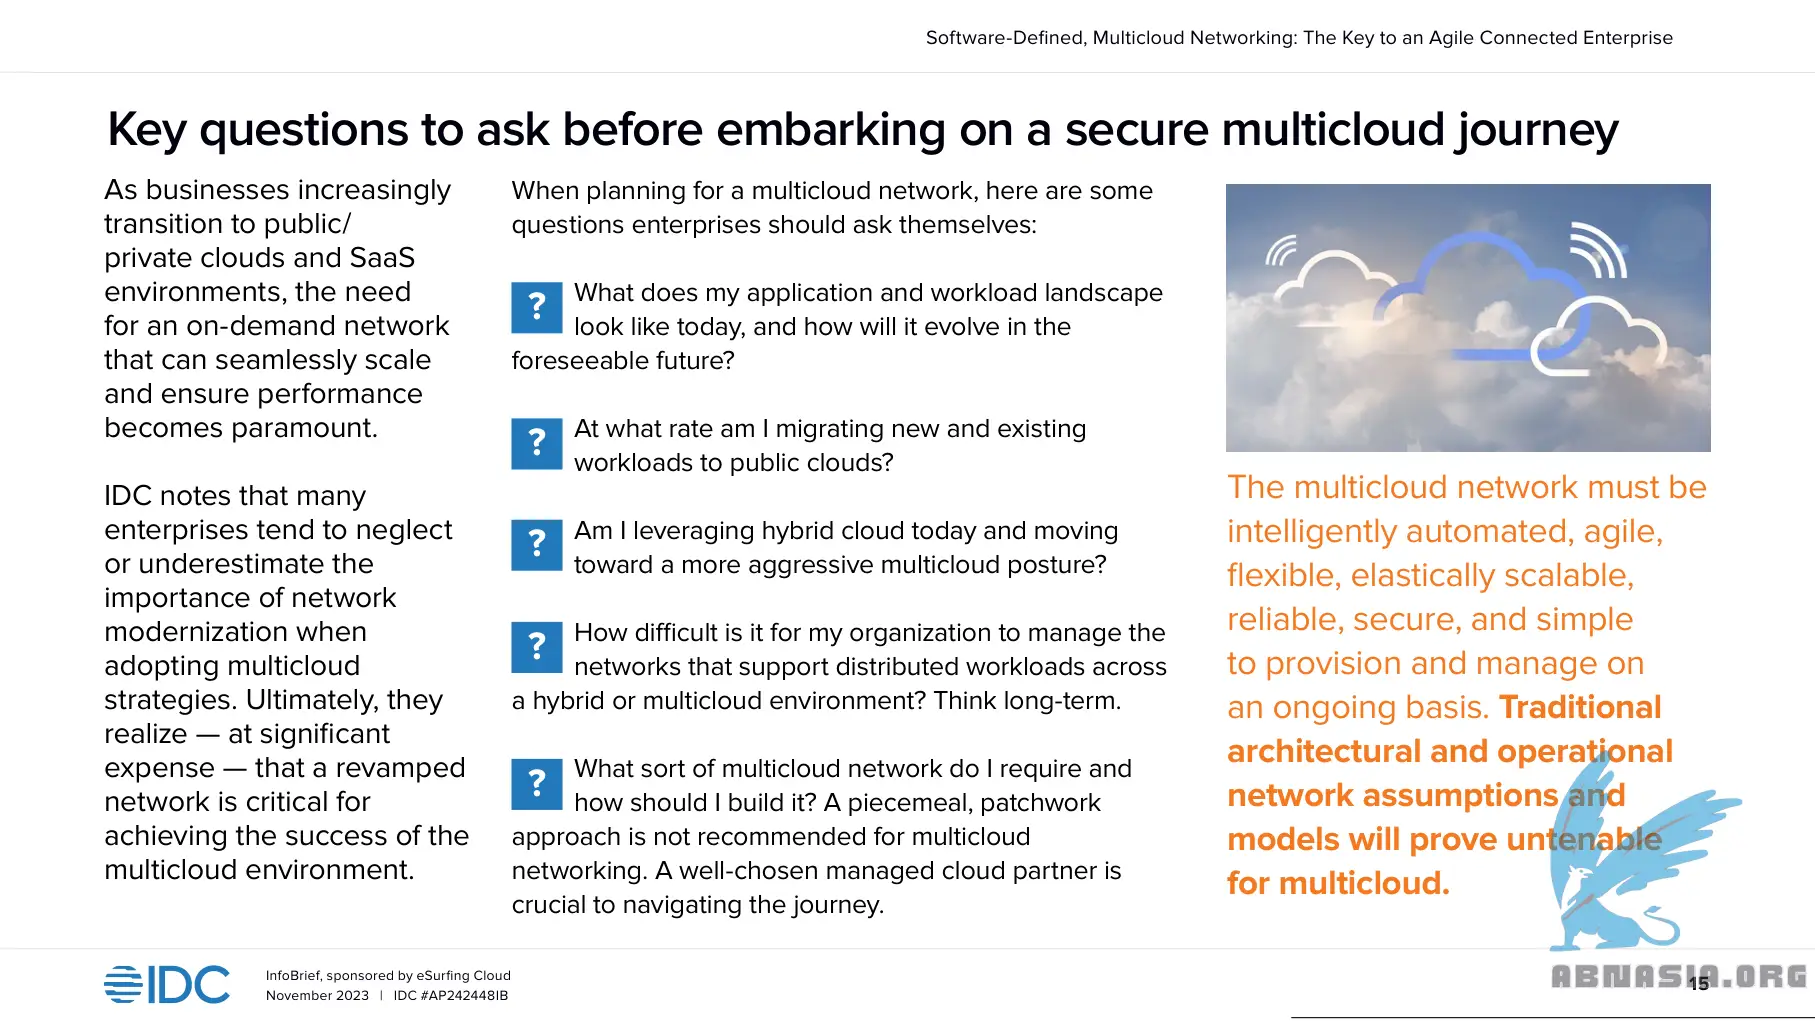 Software-Defined, Multicloud Networking: The Key to an Agile Connected Enterprise
Key questions to ask before embarking on a secure multicloud journey
As businesses increasingly
transition to public/
private clouds and SaaS
environments, the need
for an on-demand network
that can seamlessly scale
and ensure performance
becomes paramount.
IDC notes that many
enterprises tend to neglect
or underestimate the
importance of network
modernization when
adopting multicloud
strategies. Ultimately, they
realize — at significant
expense — that a revamped
network is critical for
achieving the success of the
multicloud environment.
When planning for a multicloud network, here are some
questions enterprises should ask themselves:
? What does my application and workload landscape
look like today, and how will it evolve in the
foreseeable future?
? At what rate am I migrating new and existing
workloads to public clouds?
? Am I leveraging hybrid cloud today and moving
toward a more aggressive multicloud posture?
? How difficult is it for my organization to manage the
networks that support distributed workloads across
a hybrid or multicloud environment? Think long-term.
? What sort of multicloud network do I require and
how should I build it? A piecemeal, patchwork
approach is not recommended for multicloud
networking. A well-chosen managed cloud partner is
crucial to navigating the journey.
The multicloud network must be
intelligently automated, agile,
flexible, elastically scalable,
reliable, secure, and simple
to provision and manage on
an ongoing basis. Traditional
architectural and operational
network assumptions and
models will prove untenable
for multicloud.
IDC
InfoBrief, sponsored by eSurfing Cloud
November 2023 | IDC #AP242448IB
15
ABNASIA.ORG